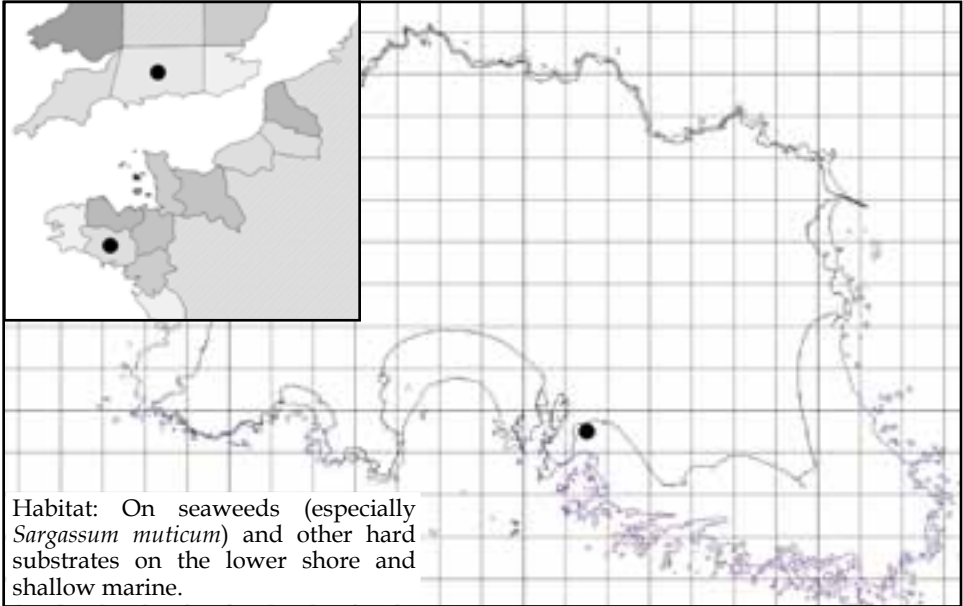 Habitat: On seaweeds (especially
Sargassum muticum) and other hard
substrates on the lower shore and
shallow marine.